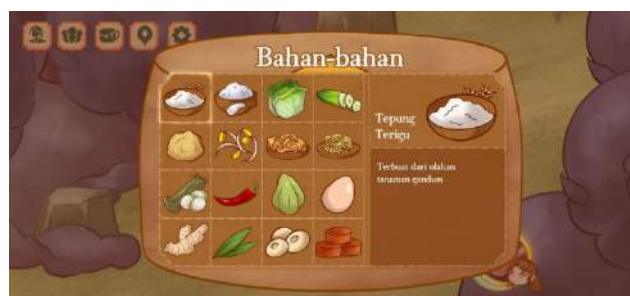 Bahan-bahan
Tepung
Terigu
Terbuat dari olahan
tanaman gandum